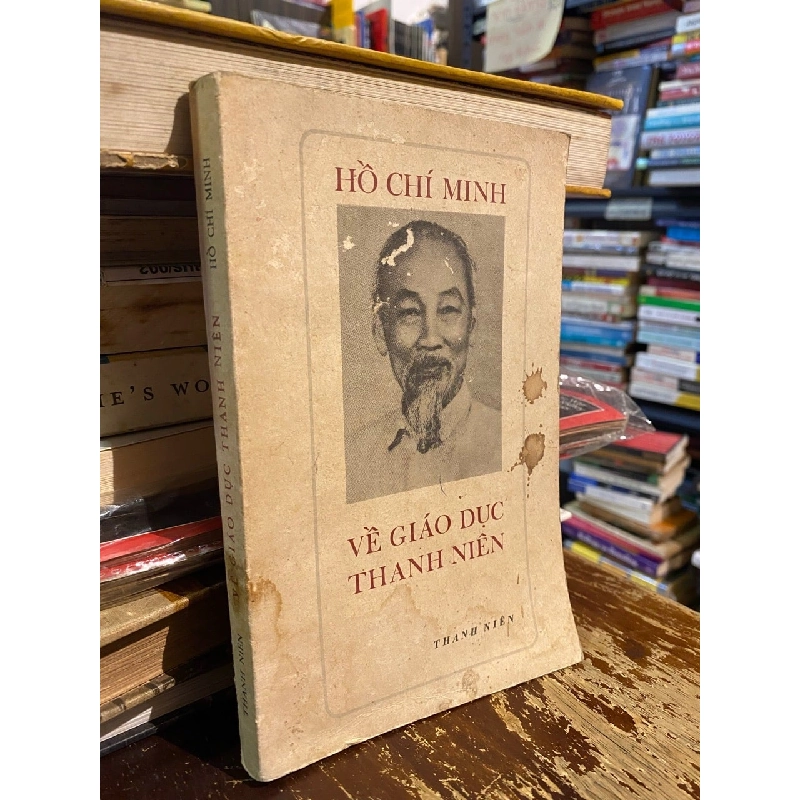 HỒ CHÍ MINH
VỀ GIÁO DỤC
THANH NIÊN
THANH NIÊN
HỒ CHÍ MINH
VỀ GIÁO DỤC THANH NIÊN
THANH NIÊN